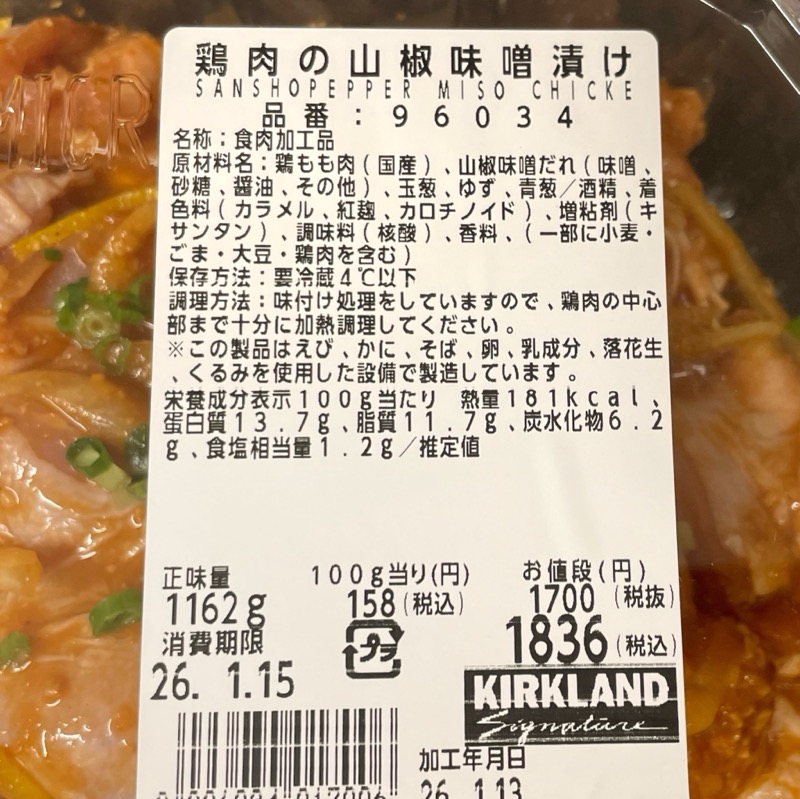 鶏肉の山椒味噌漬け
SANSHOPEPPER MISO CHICKE
品番：96034
名称：食肉加工品
原材料名：鶏もも肉(国産)、山椒味噌だれ(味噌、
砂糖、醤油、その他)、玉葱、ゆず、青葱／酒精、着
色料(カラメル、紅麹、カロチノイド)、増粘剤(キ
サンタン)、調味料(核酸)、香料、(一部に小麦・
ごま・大豆・鶏肉を含む)
保存方法：要冷蔵4℃以下
調理方法：味付け処理をしていますので、鶏肉の中心
部まで十分に加熱調理してください。
※この製品はえび、かに、そば、卵、乳成分、落花生
、くるみを使用した設備で製造しています。
栄養成分表示100g当たり 熱量181kcal、
蛋白質13.7g、脂質11.7g、炭水化物6.2
g、食塩相当量1.2g／推定値
正味量 100g当り(円) お値段(円)
1162g 158(税込) 1700(税抜)
消費期限 プラ 1836(税込)
26. 1.15
KIRKLAND
Signature
加工年月日
26. 1.13
MICR